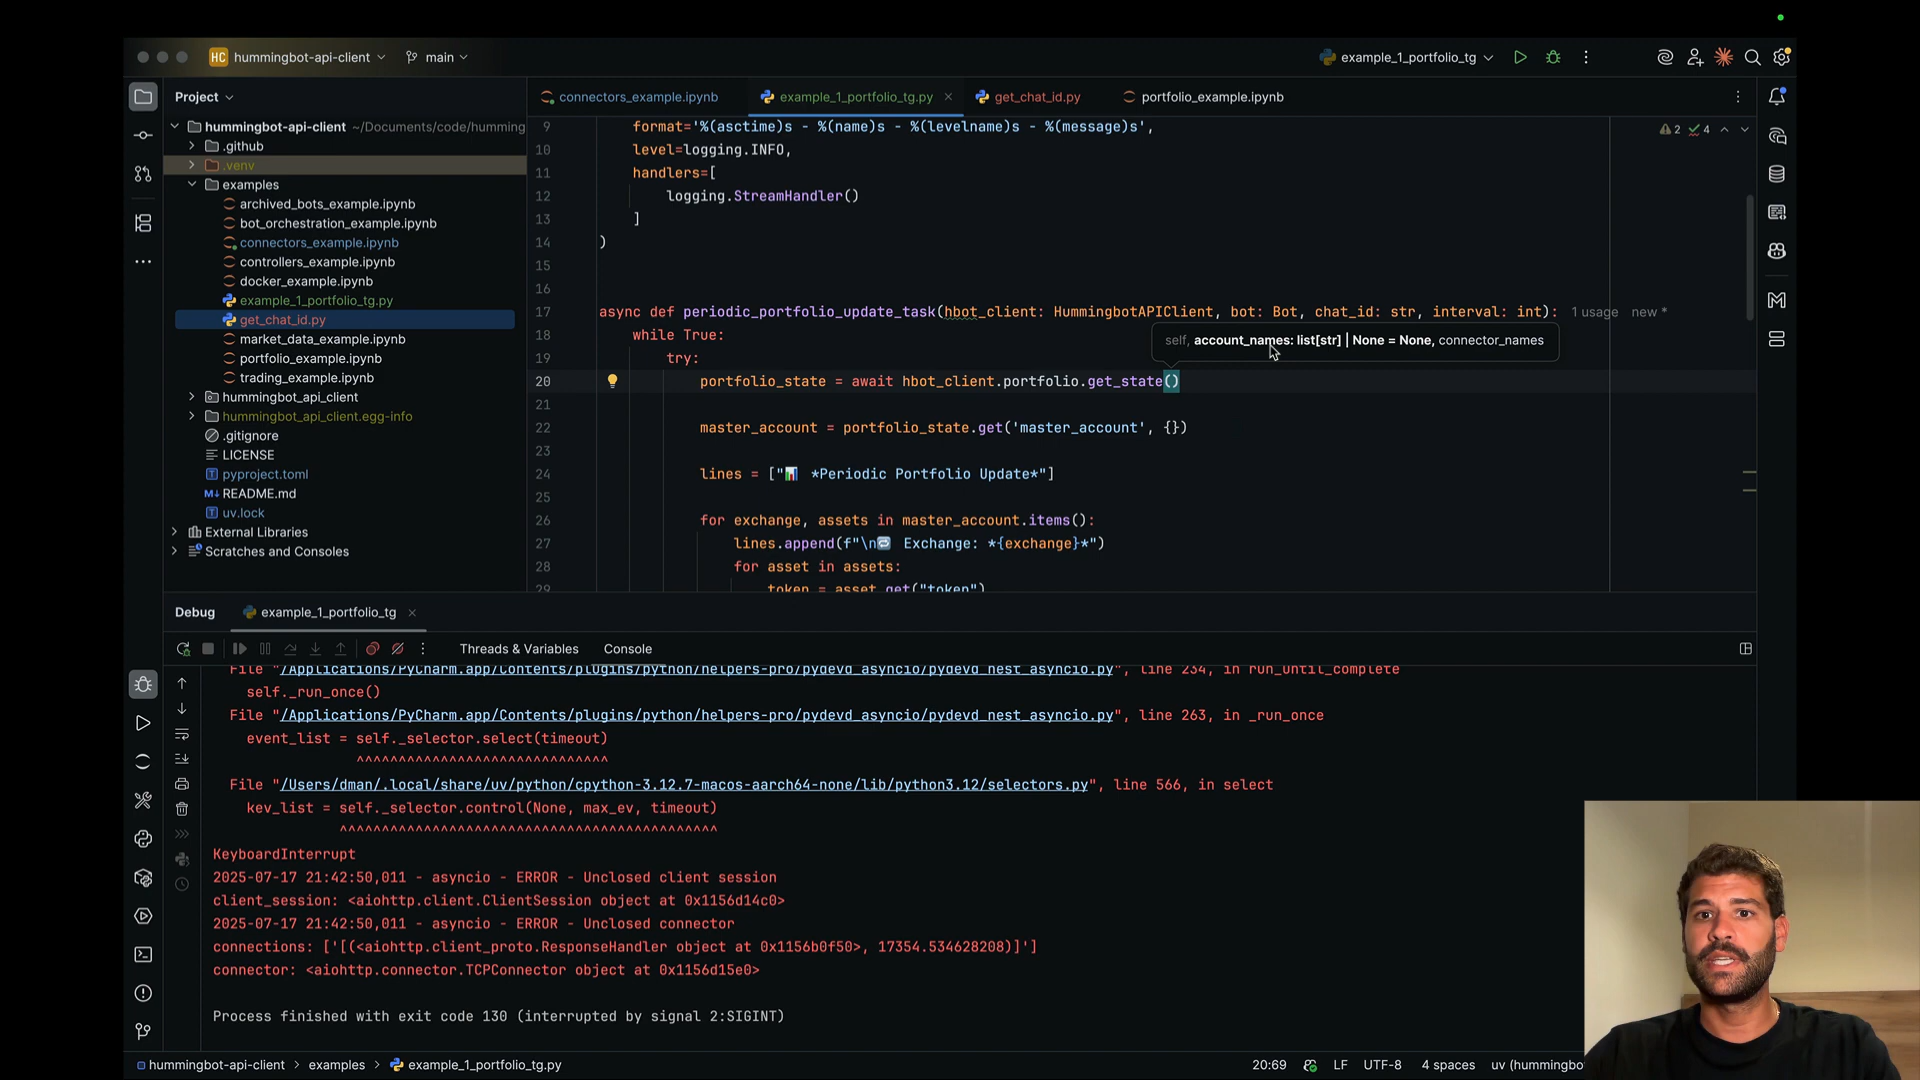 HC hummingbot-api-client
main
example_1_portfolio_tg
Project
connectors_example.ipynb
example_1_portfolio_tg.py
get_chat_id.py
portfolio_example.ipynb
hummingbot-api-client ~/Documents/code/humming
.github
.venv
examples
archived_bots_example.ipynb
bot_orchestration_example.ipynb
connectors_example.ipynb
controllers_example.ipynb
docker_example.ipynb
example_1_portfolio_tg.py
get_chat_id.py
market_data_example.ipynb
portfolio_example.ipynb
trading_example.ipynb
hummingbot_api_client
hummingbot_api_client.egg-info
.gitignore
LICENSE
pyproject.toml
README.md
uv.lock
External Libraries
Scratches and Consoles
2 4
9 format='%(asctime)s - %(name)s - %(levelname)s - %(message)s',
10 level=logging.INFO,
11 handlers=[
12 logging.StreamHandler()
13 ]
14 )
15
16
17 async def periodic_portfolio_update_task(hbot_client: HummingbotAPIClient, bot: Bot, chat_id: str, interval: int): 1 usage new *
18 while True:
self, account_names: list[str] | None = None, connector_names
19 try:
20 portfolio_state = await hbot_client.portfolio.get_state()
21
22 master_account = portfolio_state.get('master_account', {})
23
24 lines = ["📊 *Periodic Portfolio Update*"]
25
26 for exchange, assets in master_account.items():
27 lines.append(f"\n🔁 Exchange: *{exchange}*")
28 for asset in assets:
29 token = asset.get("token")
Debug
example_1_portfolio_tg
Threads & Variables
Console
File "/Applications/PyCharm.app/Contents/plugins/python/helpers-pro/pydevd_asyncio/pydevd_nest_asyncio.py", line 234, in run_until_complete
self._run_once()
File "/Applications/PyCharm.app/Contents/plugins/python/helpers-pro/pydevd_asyncio/pydevd_nest_asyncio.py", line 263, in _run_once
event_list = self._selector.select(timeout)
^^^^^^^^^^^^^^^^^^^^^^^^^^^^^^
File "/Users/dman/.local/share/uv/python/cpython-3.12.7-macos-aarch64-none/lib/python3.12/selectors.py", line 566, in select
kev_list = self._selector.control(None, max_ev, timeout)
^^^^^^^^^^^^^^^^^^^^^^^^^^^^^^^^^^^^^^^^^^^^^
KeyboardInterrupt
2025-07-17 21:42:50,011 - asyncio - ERROR - Unclosed client session
client_session: <aiohttp.client.ClientSession object at 0x1156d14c0>
2025-07-17 21:42:50,011 - asyncio - ERROR - Unclosed connector
connections: ['[(<aiohttp.client_proto.ResponseHandler object at 0x1156b0f50>, 17354.534628208)]']
connector: <aiohttp.connector.TCPConnector object at 0x1156d15e0>
Process finished with exit code 130 (interrupted by signal 2:SIGINT)
hummingbot-api-client > examples > example_1_portfolio_tg.py
20:69 LF UTF-8 4 spaces uv (hummingbo